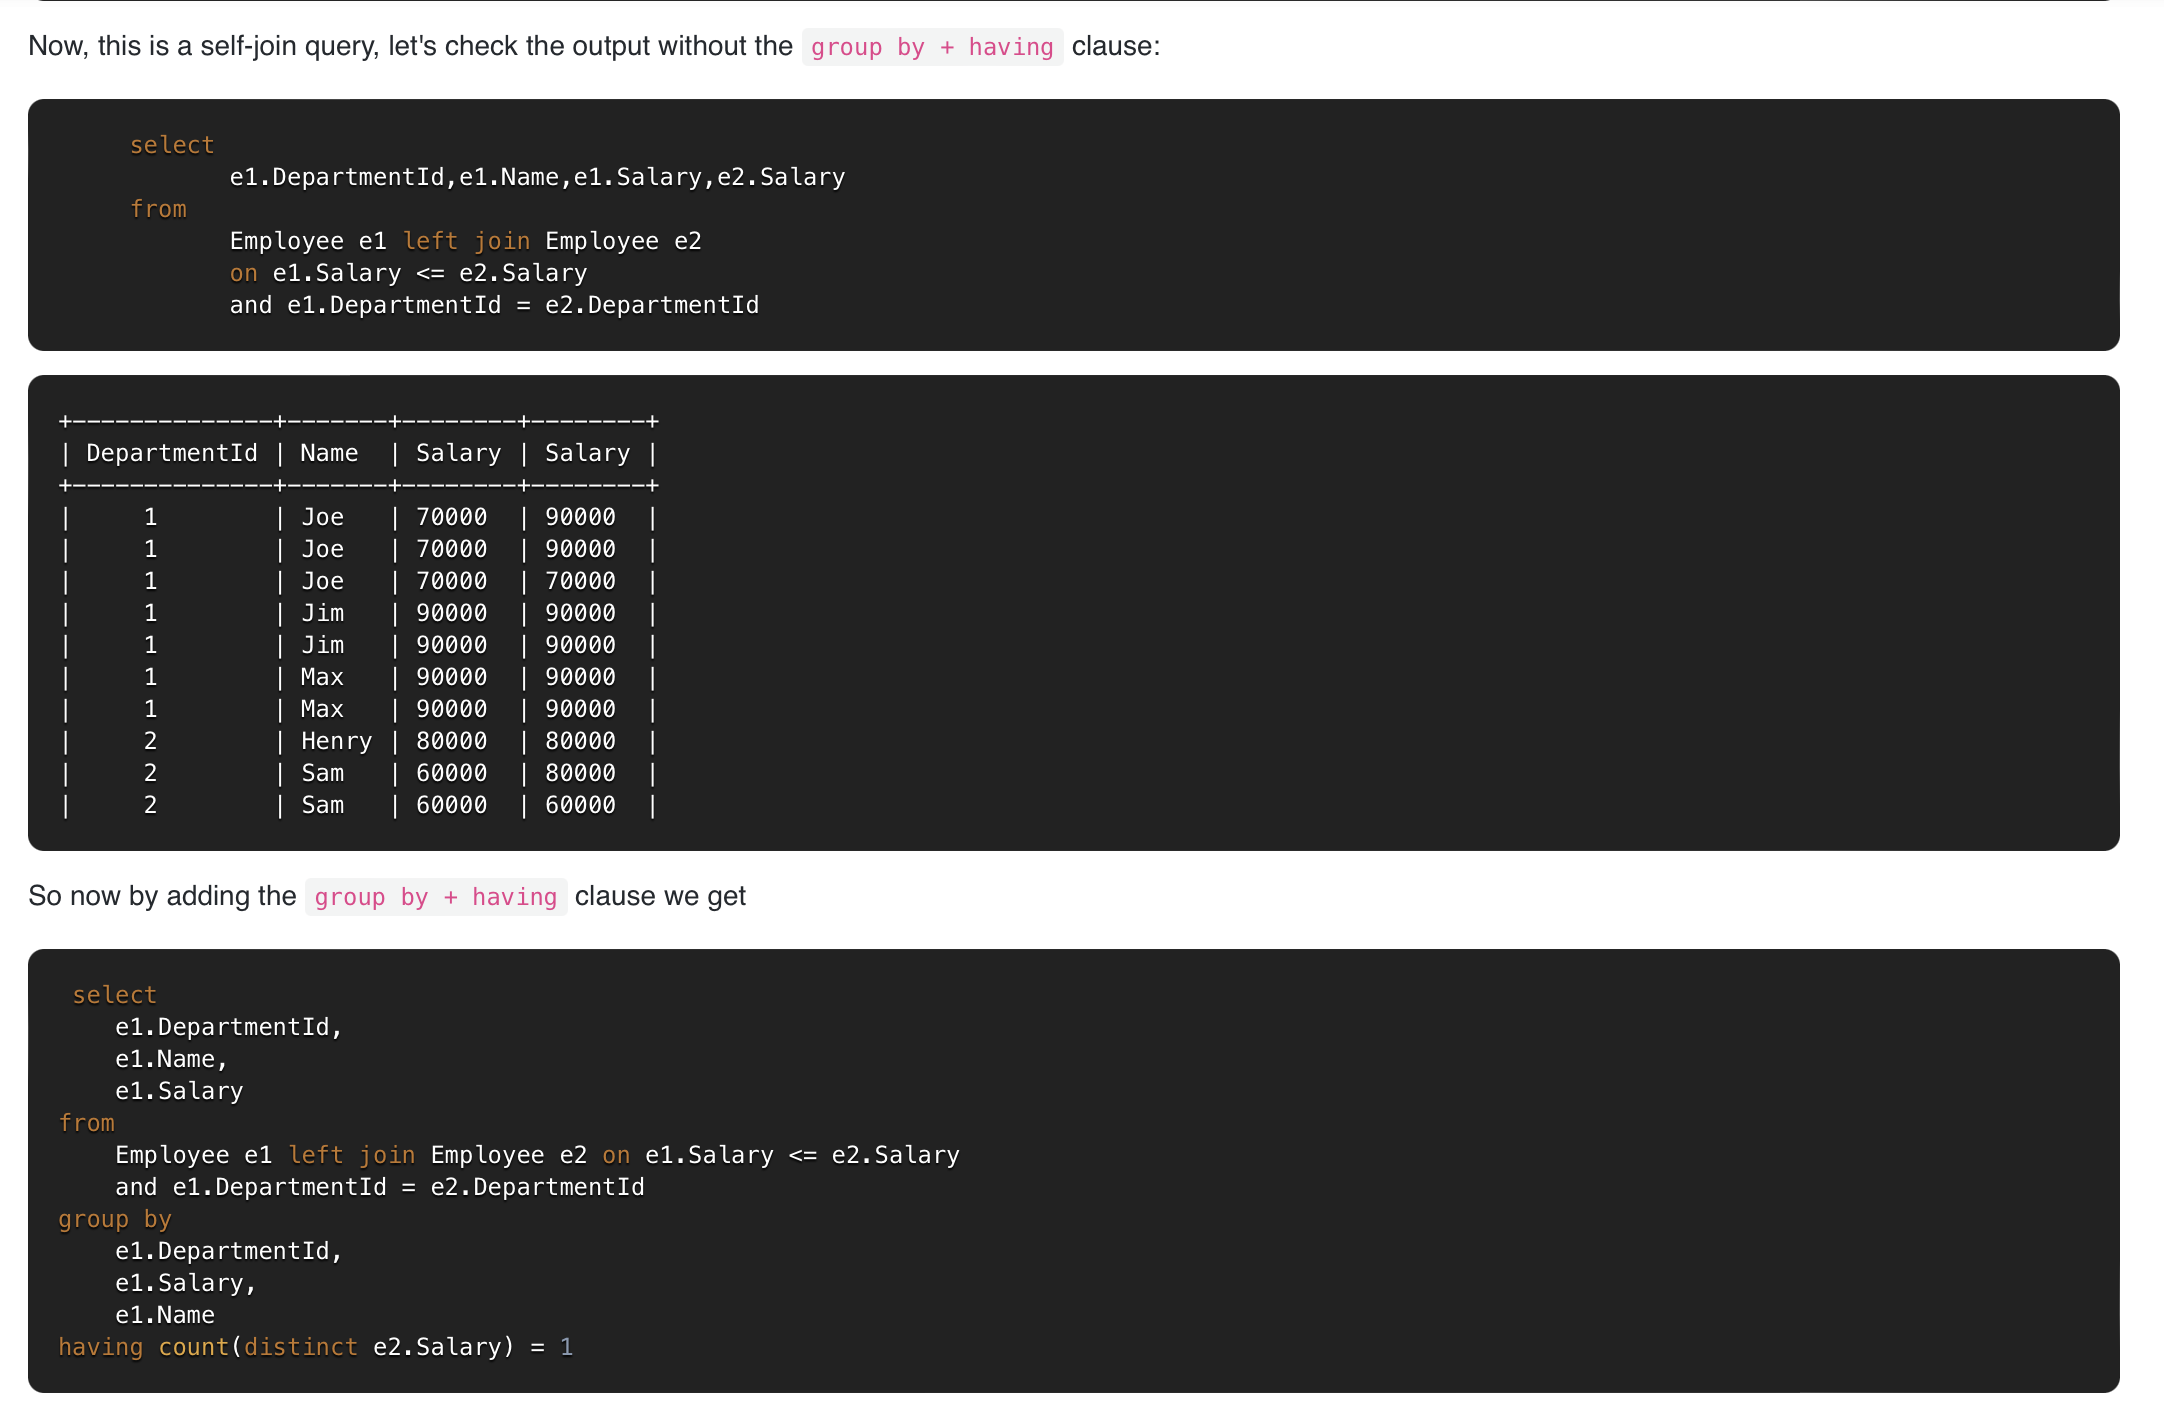 Now, this is a self-join query, let's check the output without the group by + having clause:
select
e1.DepartmentId,e1.Name,e1.Salary,e2.Salary
from
Employee e1 left join Employee e2
on e1.Salary <= e2.Salary
and e1.DepartmentId = e2.DepartmentId
+--------------+-------+--------+--------+
| DepartmentId | Name  | Salary | Salary |
+--------------+-------+--------+--------+
|     1        | Joe   | 70000  | 90000  |
|     1        | Joe   | 70000  | 90000  |
|     1        | Joe   | 70000  | 70000  |
|     1        | Jim   | 90000  | 90000  |
|     1        | Jim   | 90000  | 90000  |
|     1        | Max   | 90000  | 90000  |
|     1        | Max   | 90000  | 90000  |
|     2        | Henry | 80000  | 80000  |
|     2        | Sam   | 60000  | 80000  |
|     2        | Sam   | 60000  | 60000  |
So now by adding the group by + having clause we get
select
e1.DepartmentId,
e1.Name,
e1.Salary
from
Employee e1 left join Employee e2 on e1.Salary <= e2.Salary
and e1.DepartmentId = e2.DepartmentId
group by
e1.DepartmentId,
e1.Salary,
e1.Name
having count(distinct e2.Salary) = 1